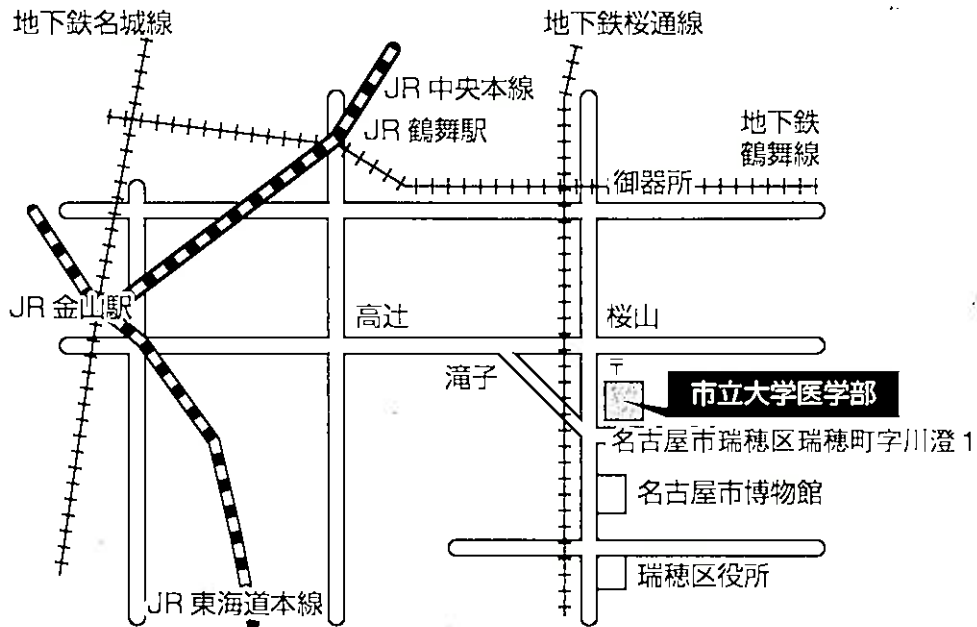 地下鉄名城線
地下鉄桜通線
JR 中央本線
JR 鶴舞駅
地下鉄
鶴舞線
御器所
JR 金山駅
高辻
桜山
滝子
〒
市立大学医学部
名古屋市瑞穂区瑞穂町字川澄 1
名古屋市博物館
瑞穂区役所
JR 東海道本線